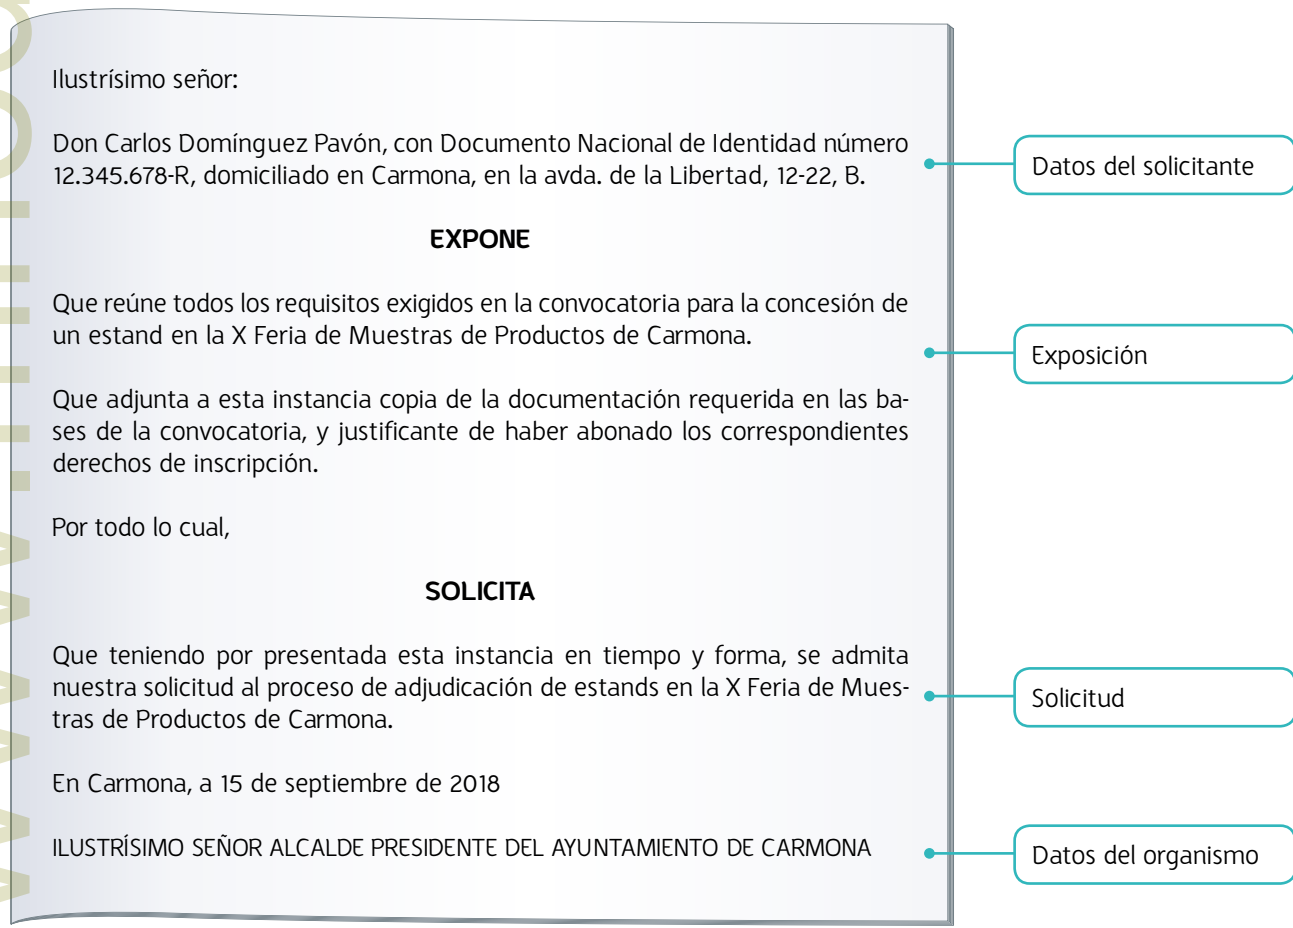 Ilustrísimo señor:
Don Carlos Domínguez Pavón, con Documento Nacional de Identidad número
12.345.678-R, domiciliado en Carmona, en la avda. de la Libertad, 12-22, B.
Datos del solicitante
EXPONE
Que reúne todos los requisitos exigidos en la convocatoria para la concesión de
un estand en la X Feria de Muestras de Productos de Carmona.
Exposición
Que adjunta a esta instancia copia de la documentación requerida en las ba-
ses de la convocatoria, y justificante de haber abonado los correspondientes
derechos de inscripción.
Por todo lo cual,
SOLICITA
Que teniendo por presentada esta instancia en tiempo y forma, se admita
nuestra solicitud al proceso de adjudicación de estands en la X Feria de Mues-
tras de Productos de Carmona.
Solicitud
En Carmona, a 15 de septiembre de 2018
ILUSTRÍSIMO SEÑOR ALCALDE PRESIDENTE DEL AYUNTAMIENTO DE CARMONA
Datos del organismo